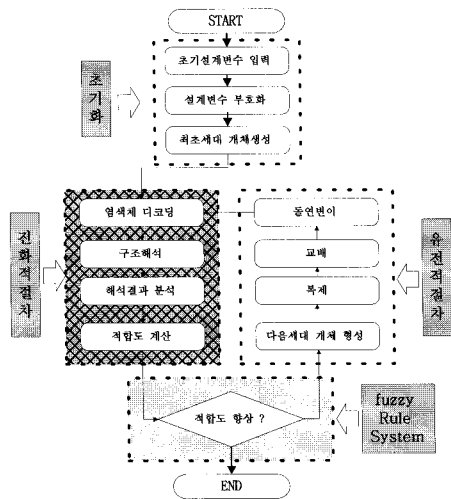 START
초기설계변수 입력
설계변수 부호화
최초세대 개체생성
초기화
염색체 디코딩
구조해석
해석결과 분석
적합도 계산
진화적절차
돌연변이
교배
복제
다음세대 개체 형성
유전적절차
적합도 향상 ?
fuzzy
Rule
System
END